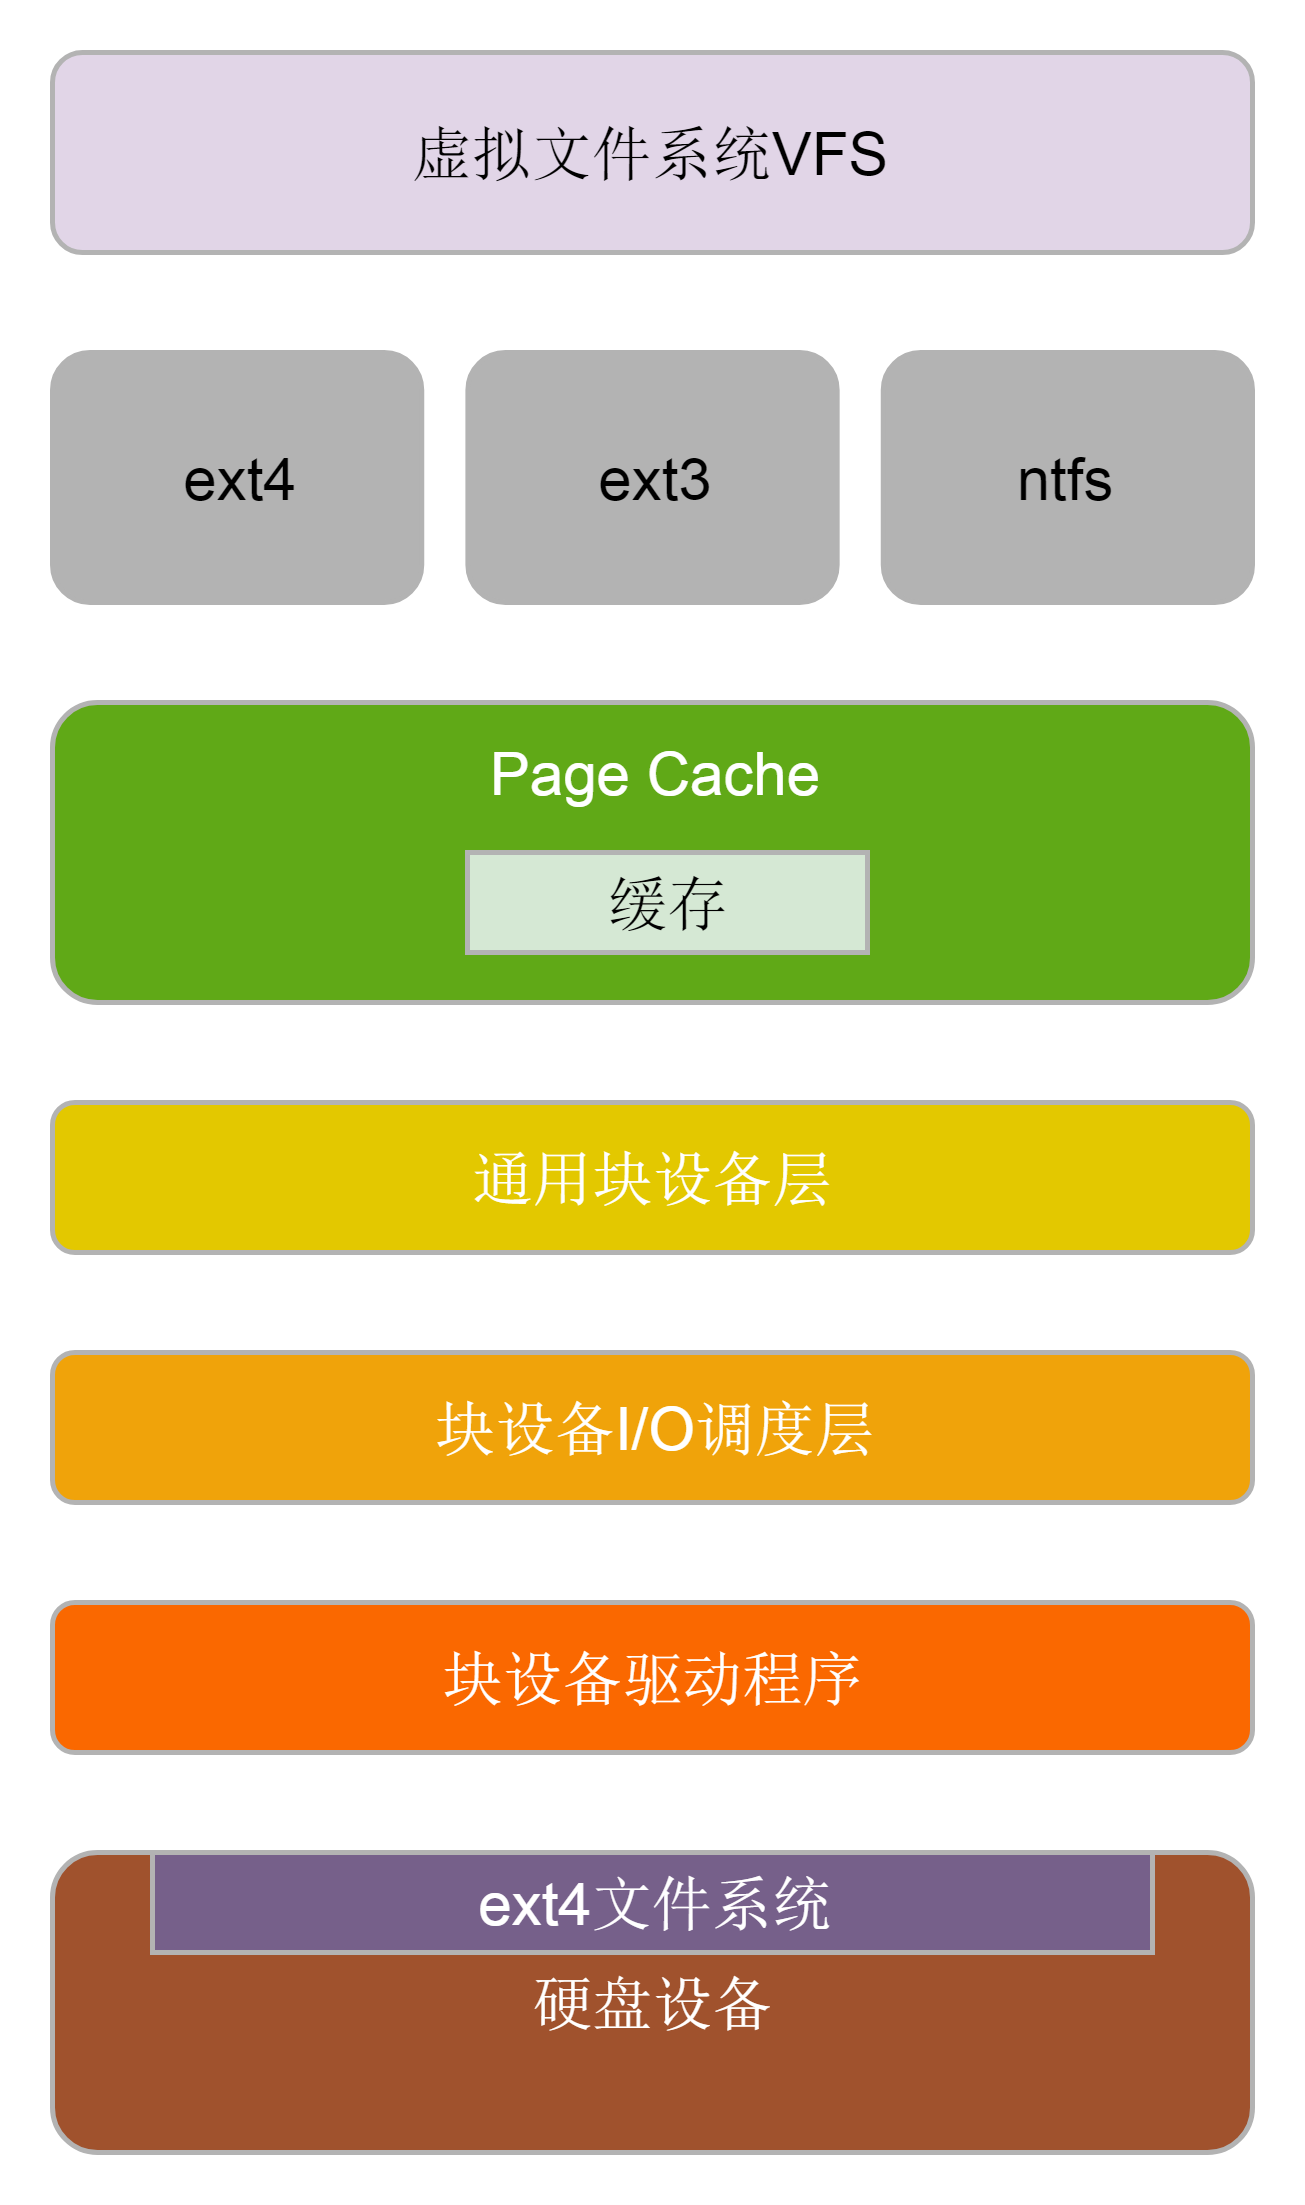 虚拟文件系统VFS
ext4
ext3
ntfs
Page Cache
缓存
通用块设备层
块设备I/O调度层
块设备驱动程序
ext4文件系统
硬盘设备